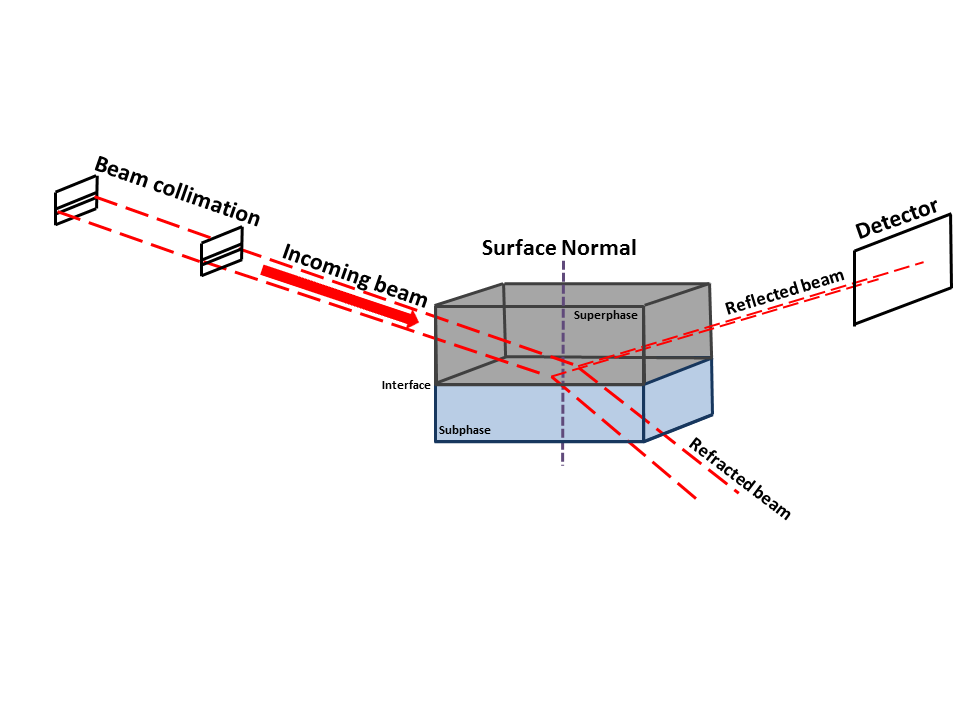 Beam collimation
Incoming beam
Detector
Surface Normal
Reflected beam
Superphase
Interface
Subphase
Refracted beam